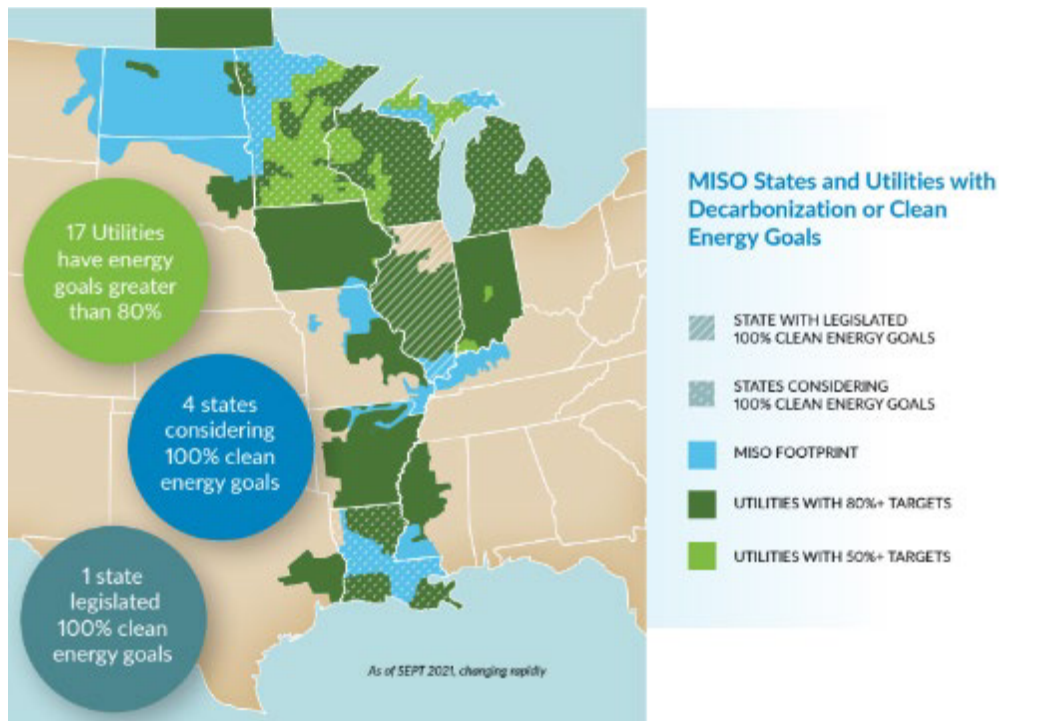 17 Utilities
have energy
goals greater
than 80%
4 states
considering
100% clean
energy goals
1 state
legislated
100% clean
energy goals
As of SEPT 2021, changing rapidly
MISO States and Utilities with
Decarbonization or Clean
Energy Goals
STATE WITH LEGISLATED
100% CLEAN ENERGY GOALS
STATES CONSIDERING
100% CLEAN ENERGY GOALS
MISO FOOTPRINT
UTILITIES WITH 80%+ TARGETS
UTILITIES WITH 50%+ TARGETS